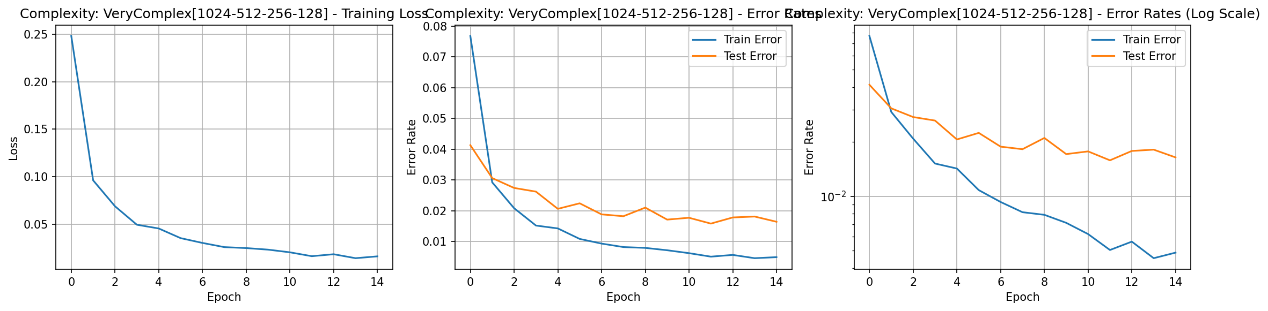 Complexity: VeryComplex[1024-512-256-128] - Training Loss
0.25
0.20
0.15
0.10
0.05
Loss
0 2 4 6 8 10 12 14
Epoch
Complexity: VeryComplex[1024-512-256-128] - Error Rates
Train Error
Test Error
0.08
0.07
0.06
0.05
0.04
0.03
0.02
0.01
Error Rate
0 2 4 6 8 10 12 14
Epoch
Complexity: VeryComplex[1024-512-256-128] - Error Rates (Log Scale)
Train Error
Test Error
10⁻²
Error Rate
0 2 4 6 8 10 12 14
Epoch